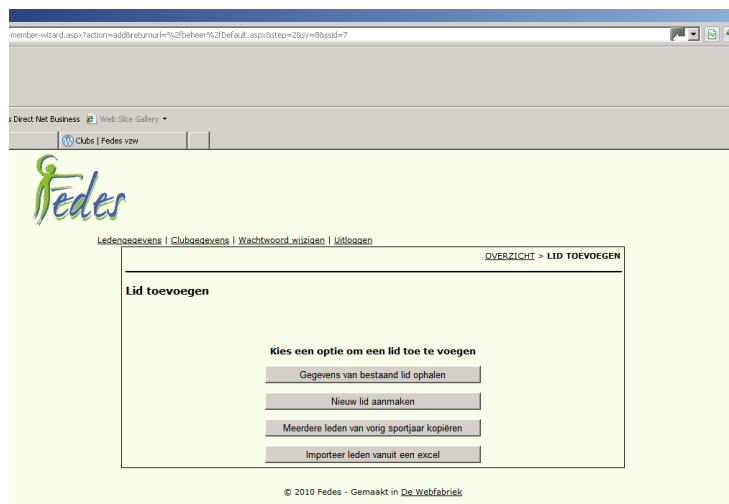 -member-wizard.aspx?action=add&returnurl=%2fbeheer%2fDefault.aspx&step=2&sy=8&ssid=7
s Direct Net Business Web Slice Gallery
Clubs | Fedes vzw
Fedes
Ledengegevens | Clubgegevens | Wachtwoord wijzigen | Uitloggen
OVERZICHT > LID TOEVOEGEN
Lid toevoegen
Kies een optie om een lid toe te voegen
Gegevens van bestaand lid ophalen
Nieuw lid aanmaken
Meerdere leden van vorig sportjaar kopiëren
Importeer leden vanuit een excel
© 2010 Fedes - Gemaakt in De Webfabriek